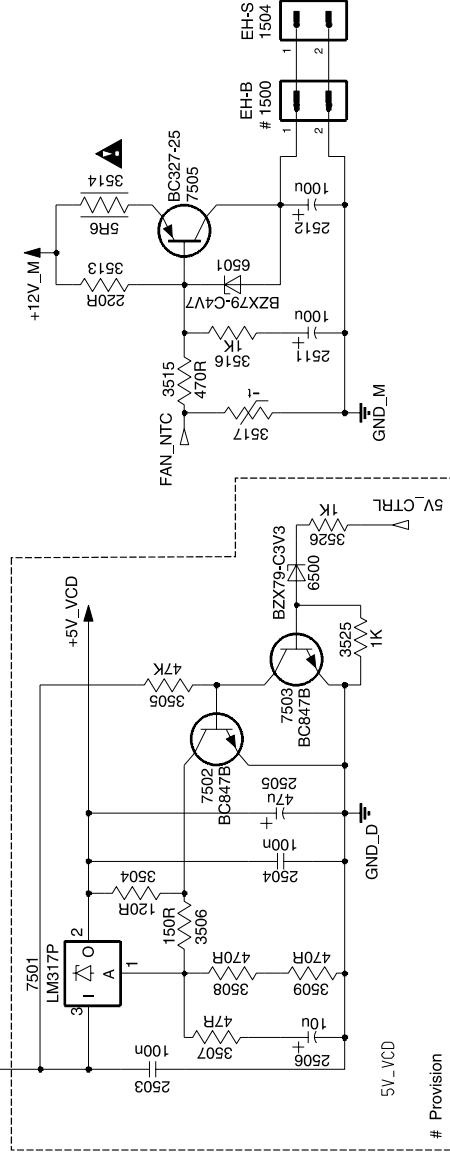 EH-S
1504
1
2
EH-B
# 1500
1
2
BC327-25
7505
3514
5R6
+12V_M
3513
220R
6501
BZX79-C4V7
100u
2512
+
3516
1K
100u
2511
+
3515
470R
FAN_NTC
-t
3517
GND_M
5V_CTRL
3526
1K
BZX79-C3V3
6500
3525
1K
+5V_VCD
3505
47K
7503
BC847B
7502
BC847B
47u
2505
+
100n
2504
GND_D
3504
120R
150R
3506
7501
LM317P
3
I
O
2
A
1
470R
3508
470R
3509
47R
3507
10u
2506
+
100n
2503
5V_VCD
# Provision